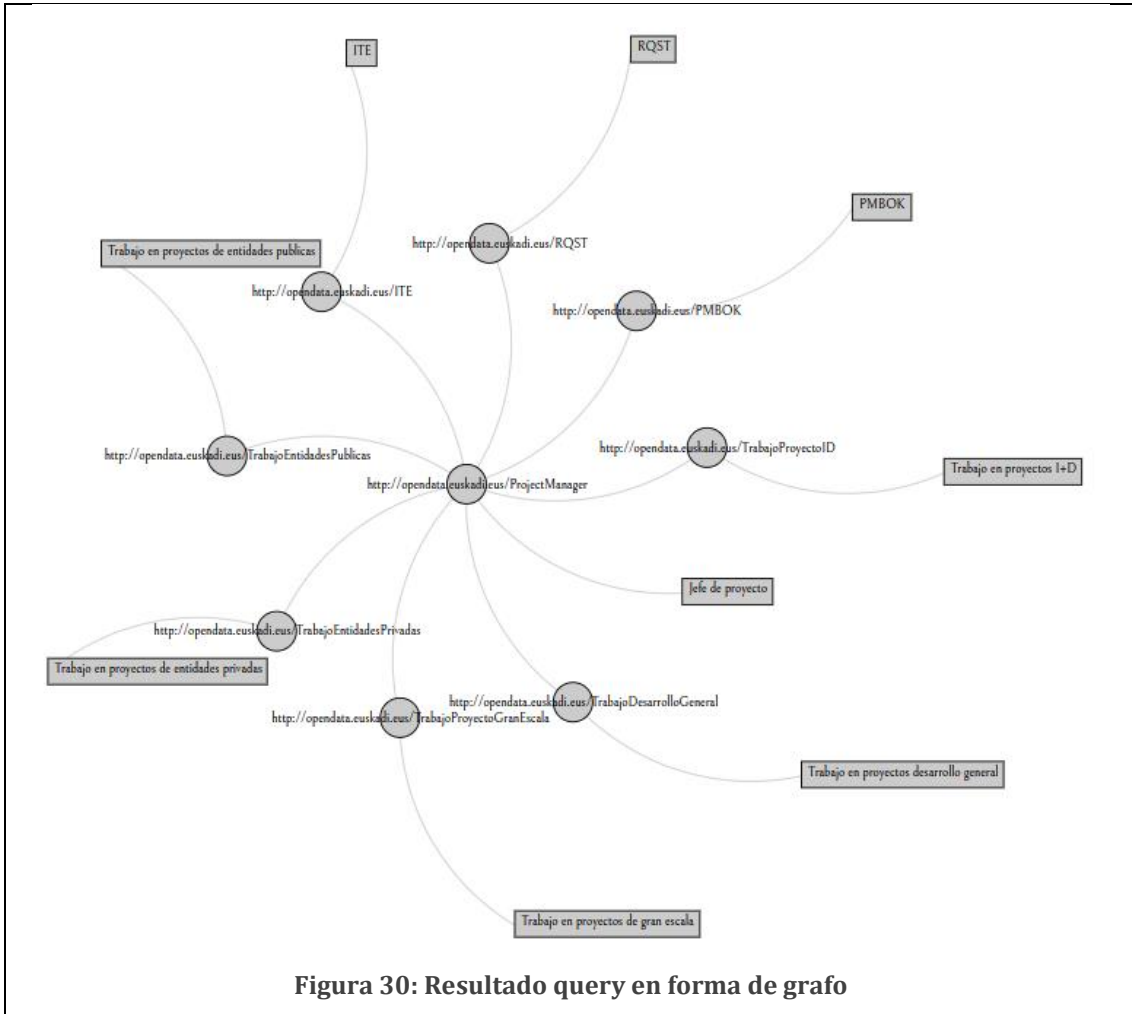 ITE
RQST
PMBOK
http://opendata.euskadi.eus/RQST
Trabajo en proyectos de entidades publicas
http://opendata.euskadi.eus/ITE
http://opendata.euskadi.eus/PMBOK
http://opendata.euskadi.eus/TrabajoProyectoID
http://opendata.euskadi.eus/TrabajoEntidadesPublicas
Trabajo en proyectos I+D
http://opendata.euskadi.eus/ProjectManager
Jefe de proyecto
http://opendata.euskadi.eus/TrabajoEntidadesPrivadas
Trabajo en proyectos de entidades privadas
http://opendata.euskadi.eus/TrabajoDesarrolloGeneral
http://opendata.euskadi.eus/TrabajoProyectoGranEscala
Trabajo en proyectos desarrollo general
Trabajo en proyectos de gran escala
Figura 30: Resultado query en forma de grafo